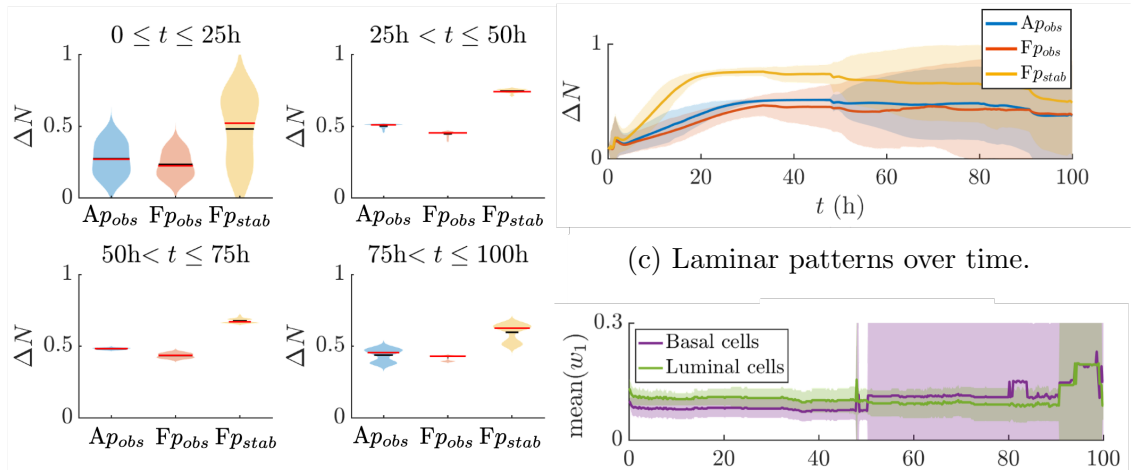 0 ≤ t ≤ 25h
1
0.5
0
ΔN
Ap_obs Fp_obs Fp_stab
25h < t ≤ 50h
1
0.5
0
ΔN
Ap_obs Fp_obs Fp_stab
50h< t ≤ 75h
1
0.5
0
ΔN
Ap_obs Fp_obs Fp_stab
75h< t ≤ 100h
1
0.5
0
ΔN
Ap_obs Fp_obs Fp_stab
1
0
ΔN
Ap_obs
Fp_obs
Fp_stab
0 20 40 60 80 100
t (h)
(c) Laminar patterns over time.
0.3
0
mean(w_1)
Basal cells
Luminal cells
0 20 40 60 80 100